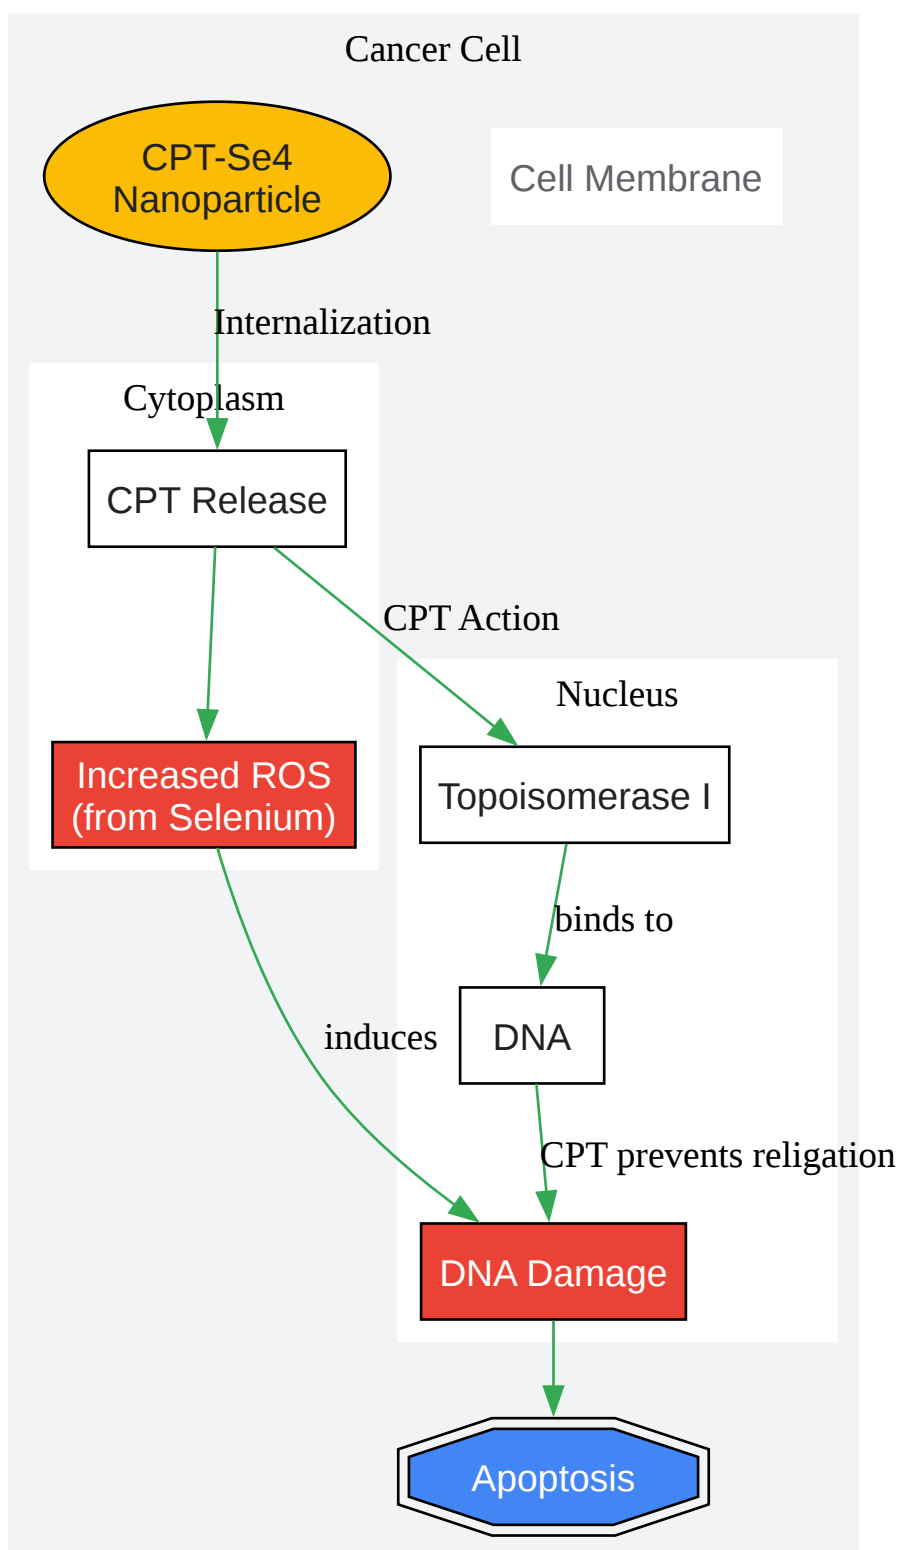 Cancer Cell
CPT-Se4
Nanoparticle
Cell Membrane
Internalization
Cytoplasm
CPT Release
CPT Action
Nucleus
Increased ROS
(from Selenium)
Topoisomerase I
binds to
induces
DNA
CPT prevents religation
DNA Damage
Apoptosis